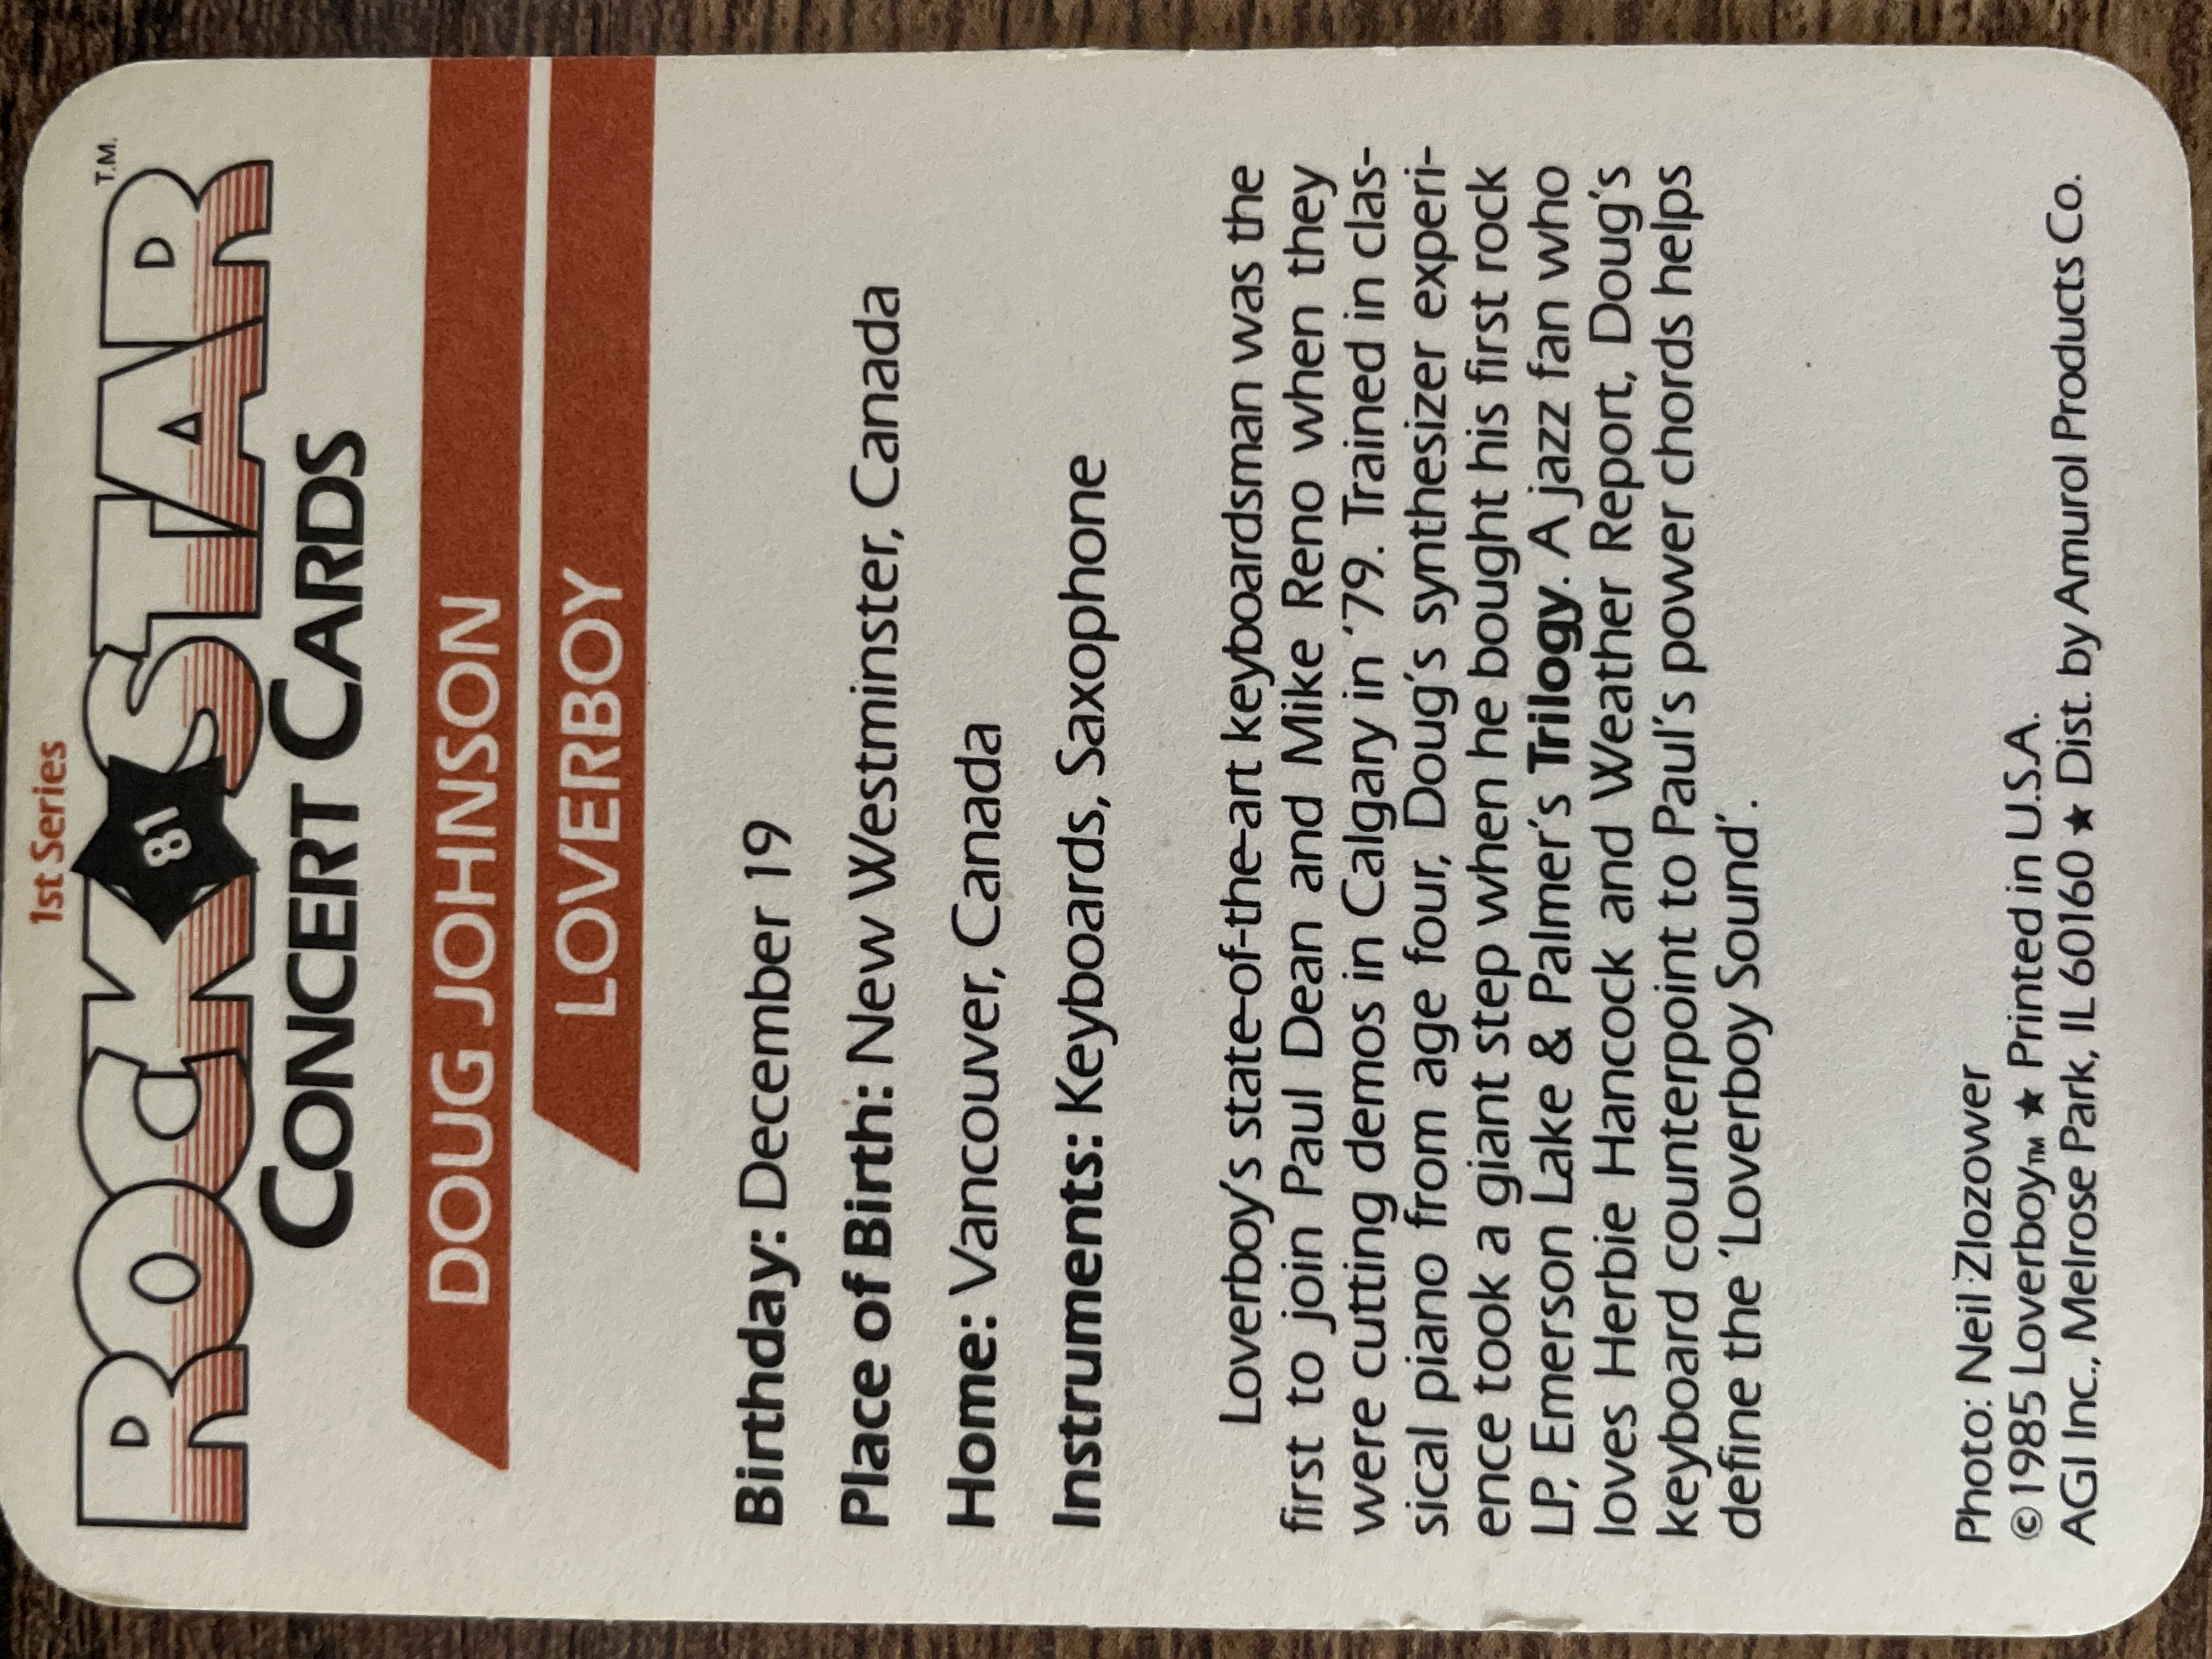 1st Series
ROCK 81 STAR T.M.
CONCERT CARDS
DOUG JOHNSON
LOVERBOY
Birthday: December 19
Place of Birth: New Westminster, Canada
Home: Vancouver, Canada
Instruments: Keyboards, Saxophone
Loverboy's state-of-the-art keyboardsman was the
first to join Paul Dean and Mike Reno when they
were cutting demos in Calgary in '79. Trained in clas-
sical piano from age four, Doug's synthesizer experi-
ence took a giant step when he bought his first rock
LP, Emerson Lake & Palmer's Trilogy. A jazz fan who
loves Herbie Hancock and Weather Report, Doug's
keyboard counterpoint to Paul's power chords helps
define the 'Loverboy Sound'.
Photo: Neil Zlozower
©1985 Loverboy™ ★ Printed in U.S.A.
AGI Inc., Melrose Park, IL 60160 ★ Dist. by Amurol Products Co.